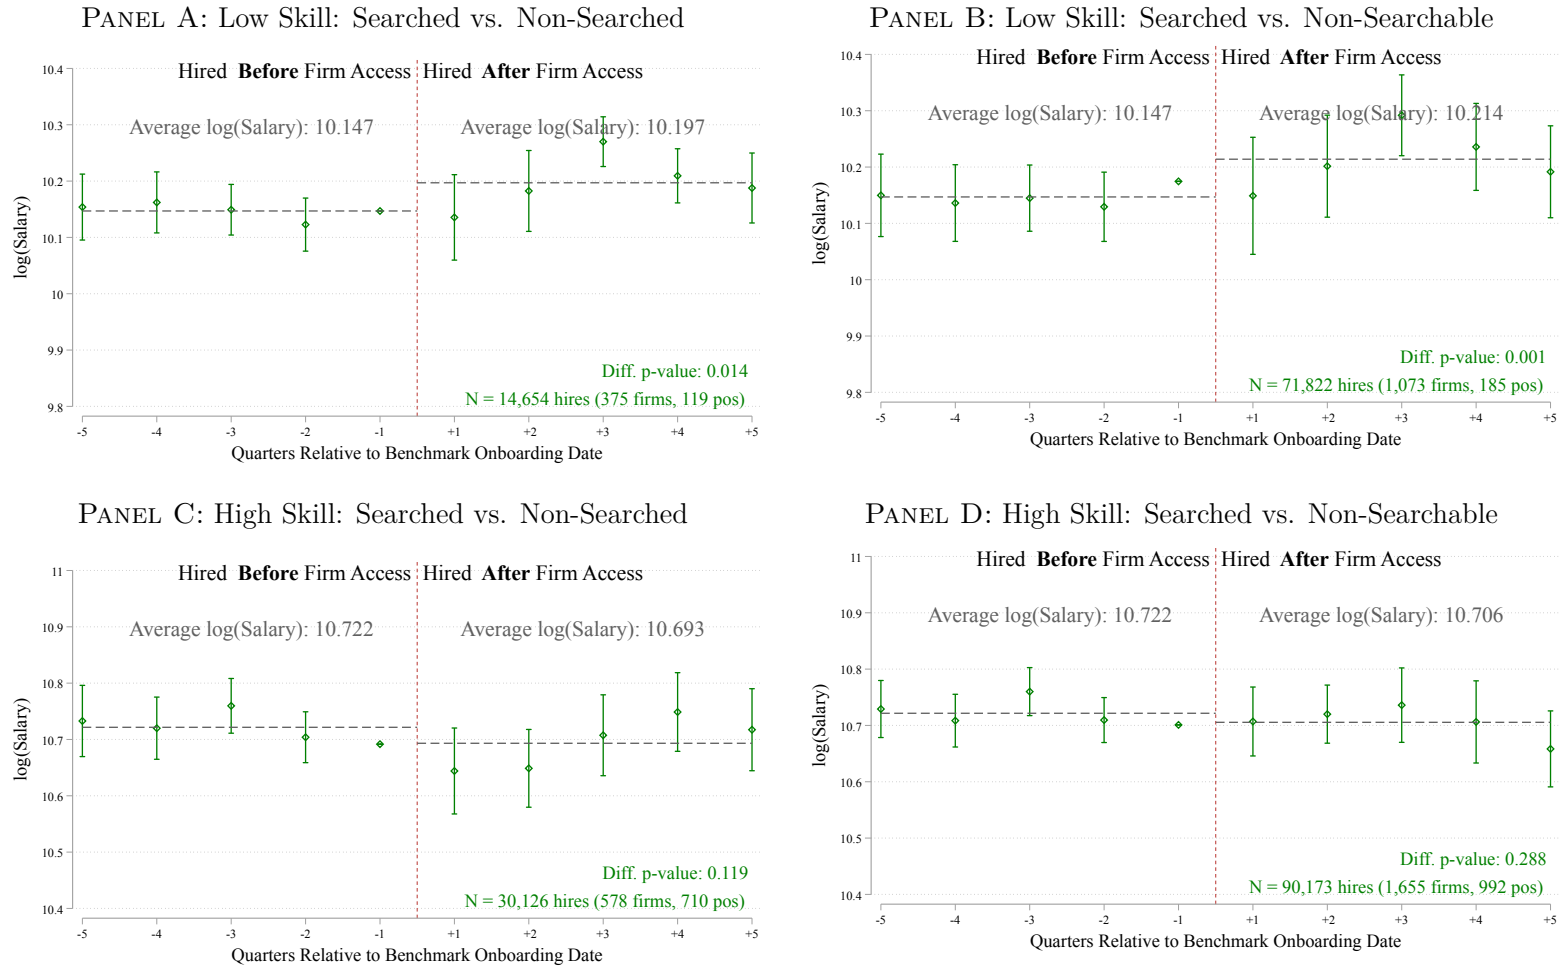 PANEL A: Low Skill: Searched vs. Non-Searched
Hired Before Firm Access Hired After Firm Access
Average log(Salary): 10.147 Average log(Salary): 10.197
log(Salary)
10.4
10.3
10.2
10.1
10
9.9
9.8
Diff. p-value: 0.014
N = 14,654 hires (375 firms, 119 pos)
-5 -4 -3 -2 -1 +1 +2 +3 +4 +5
Quarters Relative to Benchmark Onboarding Date
PANEL B: Low Skill: Searched vs. Non-Searchable
Hired Before Firm Access Hired After Firm Access
Average log(Salary): 10.147 Average log(Salary): 10.214
log(Salary)
10.4
10.3
10.2
10.1
10
9.9
9.8
Diff. p-value: 0.001
N = 71,822 hires (1,073 firms, 185 pos)
-5 -4 -3 -2 -1 +1 +2 +3 +4 +5
Quarters Relative to Benchmark Onboarding Date
PANEL C: High Skill: Searched vs. Non-Searched
Hired Before Firm Access Hired After Firm Access
Average log(Salary): 10.722 Average log(Salary): 10.693
log(Salary)
11
10.9
10.8
10.7
10.6
10.5
10.4
Diff. p-value: 0.119
N = 30,126 hires (578 firms, 710 pos)
-5 -4 -3 -2 -1 +1 +2 +3 +4 +5
Quarters Relative to Benchmark Onboarding Date
PANEL D: High Skill: Searched vs. Non-Searchable
Hired Before Firm Access Hired After Firm Access
Average log(Salary): 10.722 Average log(Salary): 10.706
log(Salary)
11
10.9
10.8
10.7
10.6
10.5
10.4
Diff. p-value: 0.288
N = 90,173 hires (1,655 firms, 992 pos)
-5 -4 -3 -2 -1 +1 +2 +3 +4 +5
Quarters Relative to Benchmark Onboarding Date